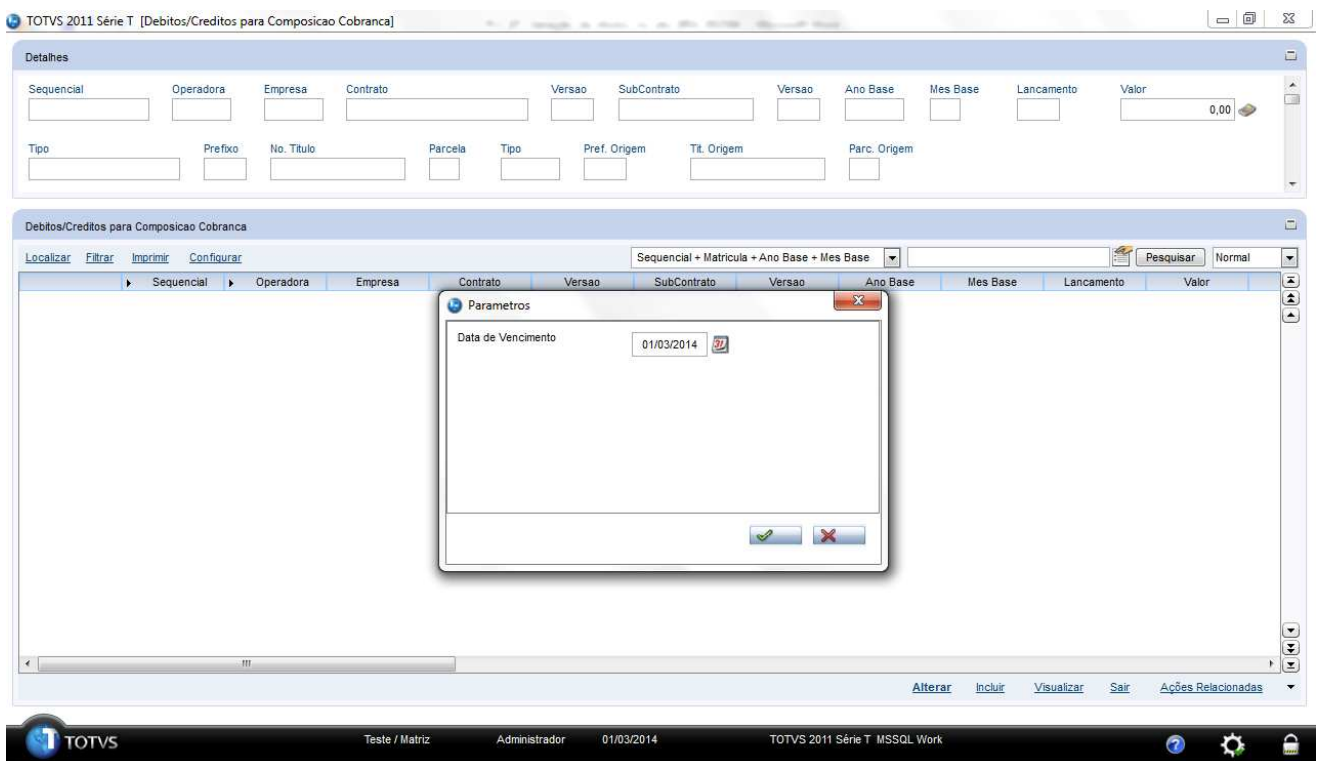 TOTVS 2011 Série T [Debitos/Creditos para Composicao Cobranca]
Detalhes
Sequencial Operadora Empresa Contrato Versao SubContrato Versao Ano Base Mes Base Lancamento Valor
0,00
Tipo Prefixo No. Titulo Parcela Tipo Pref. Origem Tit. Origem Parc. Origem
Debitos/Creditos para Composicao Cobranca
Localizar Filtrar Imprimir Configurar Sequencial + Matricula + Ano Base + Mes Base Pesquisar Normal
Sequencial Operadora Empresa Contrato Versao SubContrato Versao Ano Base Mes Base Lancamento Valor
Parametros
Data de Vencimento 01/03/2014
Alterar Incluir Visualizar Sair Ações Relacionadas
TOTVS Teste / Matriz Administrador 01/03/2014 TOTVS 2011 Série T MSSQL Work